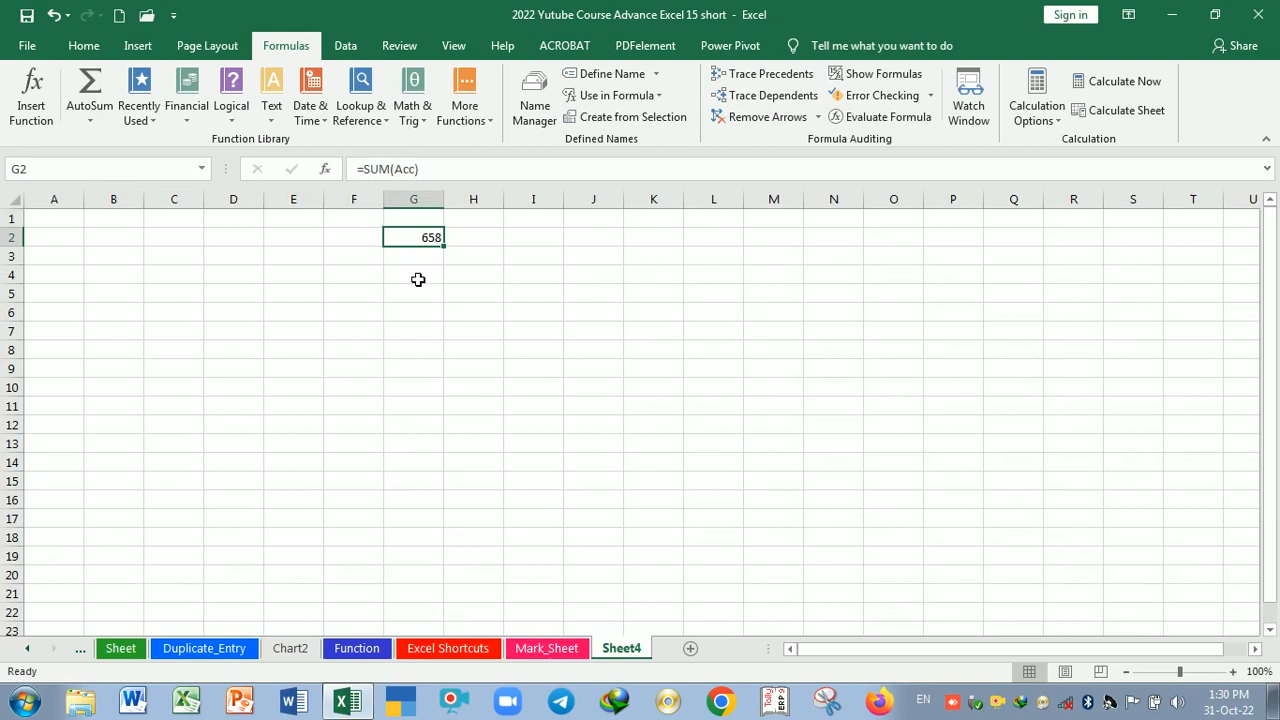 2022 Yutube Course Advance Excel 15 short - Excel
Sign in
File Home Insert Page Layout Formulas Data Review View Help ACROBAT PDFelement Power Pivot Tell me what you want to do Share
Insert Function
AutoSum
Recently Used
Financial
Logical
Text
Date & Time
Lookup & Reference
Math & Trig
More Functions
Function Library
Name Manager
Define Name
Use in Formula
Create from Selection
Defined Names
Trace Precedents
Trace Dependents
Remove Arrows
Show Formulas
Error Checking
Evaluate Formula
Formula Auditing
Watch Window
Calculation Options
Calculate Now
Calculate Sheet
Calculation
G2 fx =SUM(Acc)
A B C D E F G H I J K L M N O P Q R S T U
1
2 658
3
4
5
6
7
8
9
10
11
12
13
14
15
16
17
18
19
20
21
22
23
... Sheet Duplicate_Entry Chart2 Function Excel Shortcuts Mark_Sheet Sheet4
Ready 100%
EN
1:30 PM
31-Oct-22